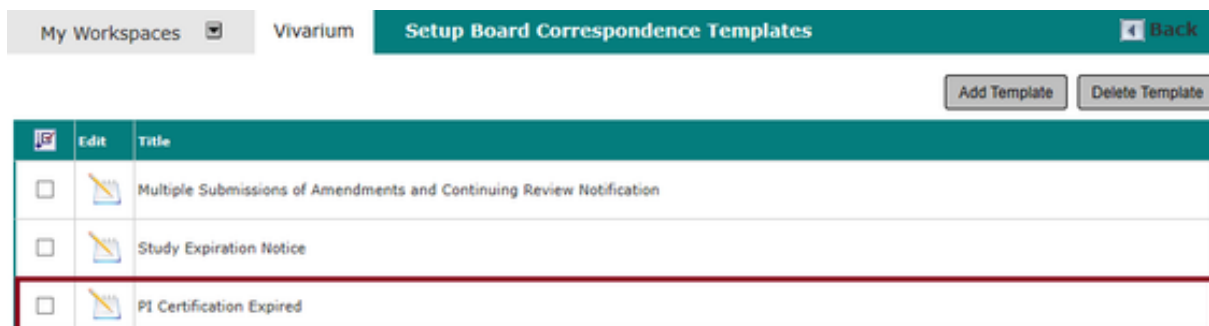 My Workspaces Vivarium Setup Board Correspondence Templates Back
Add Template Delete Template
Edit Title
Multiple Submissions of Amendments and Continuing Review Notification
Study Expiration Notice
PI Certification Expired